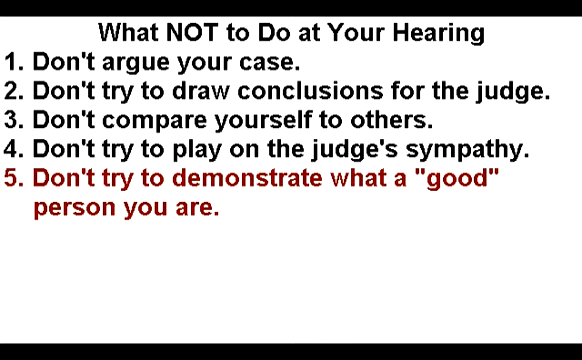 What NOT to Do at Your Hearing
1. Don't argue your case.
2. Don't try to draw conclusions for the judge.
3. Don't compare yourself to others.
4. Don't try to play on the judge's sympathy.
5. Don't try to demonstrate what a "good"
person you are.